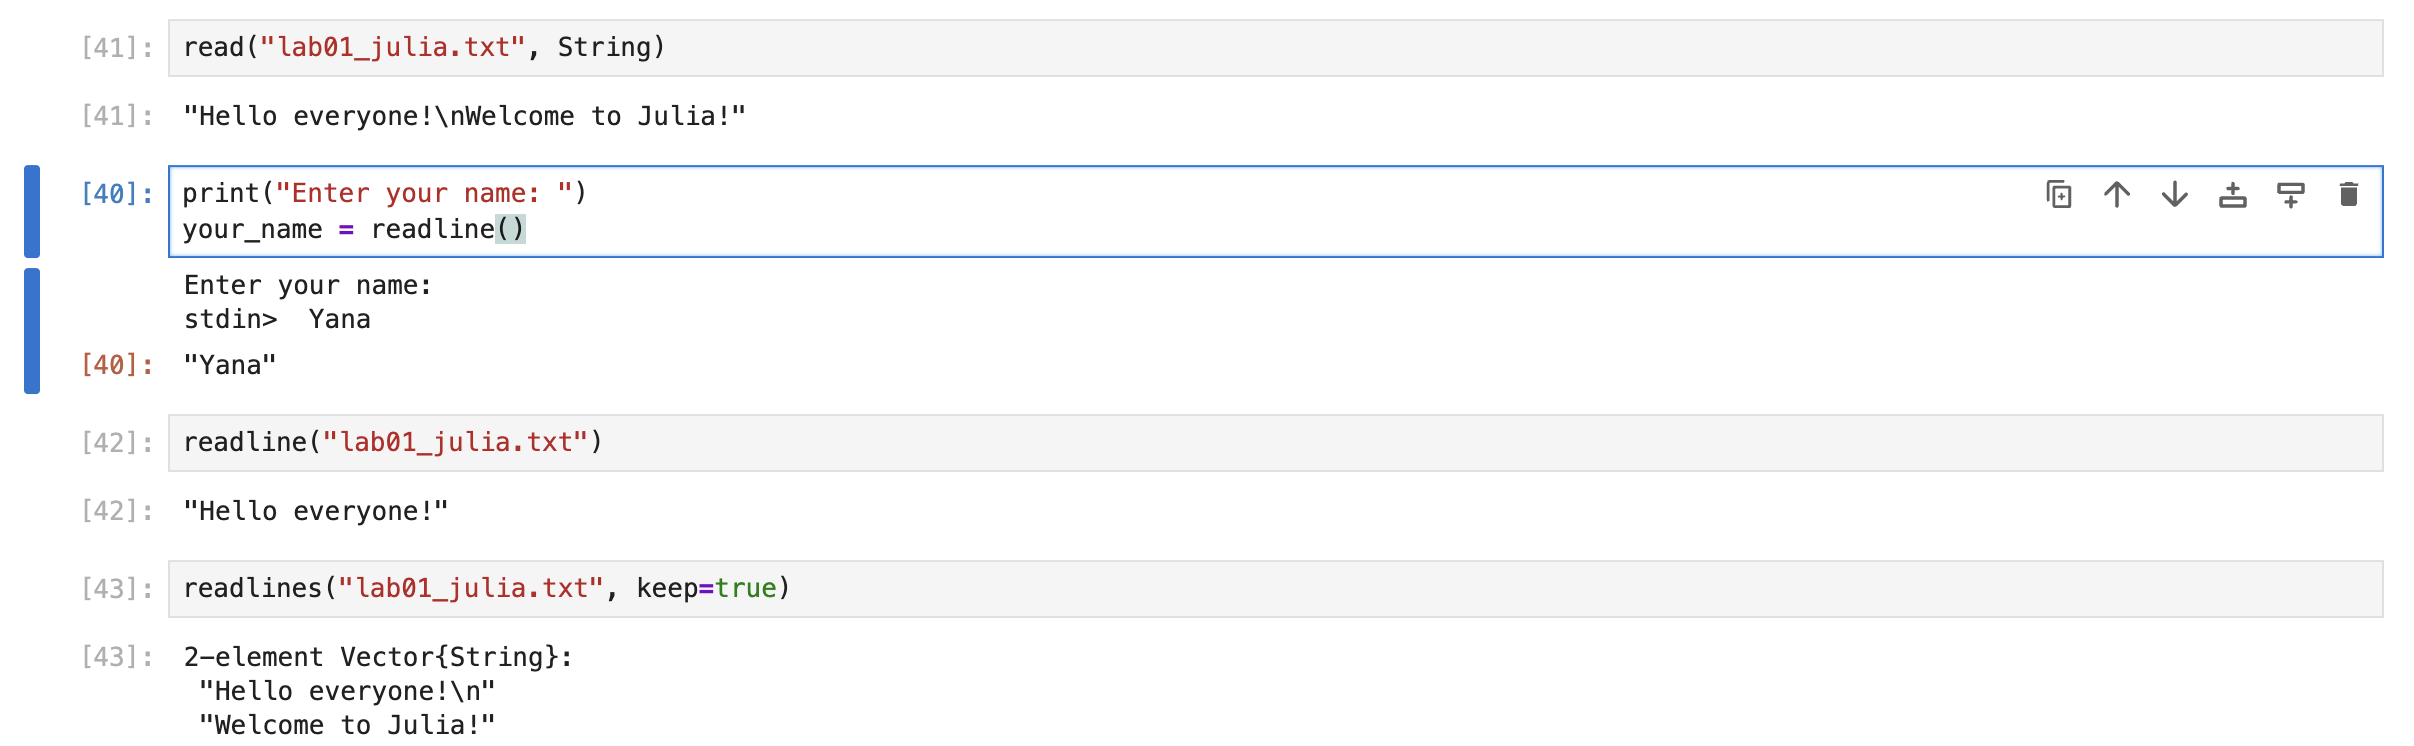 [41]: read("lab01_julia.txt", String)
[41]: "Hello everyone!\nWelcome to Julia!"
[40]: print("Enter your name: ")
your_name = readline()
Enter your name:
stdin>  Yana
[40]: "Yana"
[42]: readline("lab01_julia.txt")
[42]: "Hello everyone!"
[43]: readlines("lab01_julia.txt", keep=true)
[43]: 2-element Vector{String}:
 "Hello everyone!\n"
 "Welcome to Julia!"